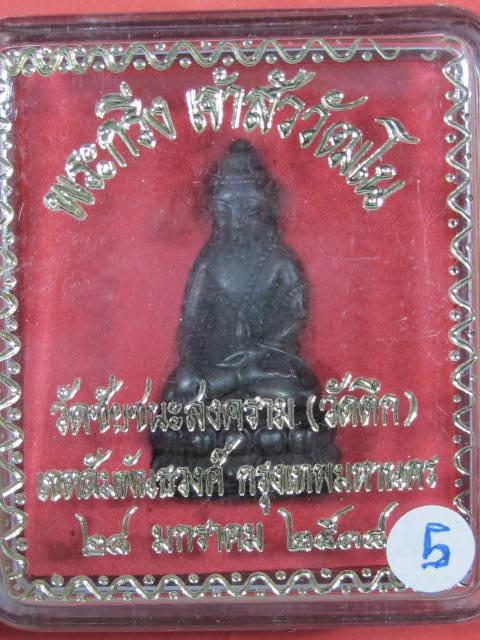 พระกริ่ง เจ้าสัววัฒโน
วัดชัยชนะสงคราม (วัดตึก)
เขตสัมพันธวงศ์ กรุงเทพมหานคร
๒๘ มกราคม ๒๕๓๘
5